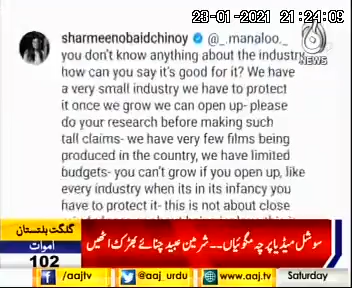 23-01-2021 21:24:09
aaj
NEWS
sharmeenobaidchinoy @_.manaloo._
you don't know anything about the industry
how can you say it's good for it? We have
a very small industry we have to protect
it once we grow we can open up- please
do your research before making such
tall claims- we have very few films being
produced in the country, we have limited
budgets- you can't grow if you open up, like
every industry when its in its infancy you
have to protect it- this is not about close
گلگت بلتستان
اموات
102
سوشل میڈیا پر چہ مگوئیاں۔۔شرمین عبید چنائے بھڑک اٹھیں
/aajtv
/aaj_urdu
/aaj.tv
Saturday